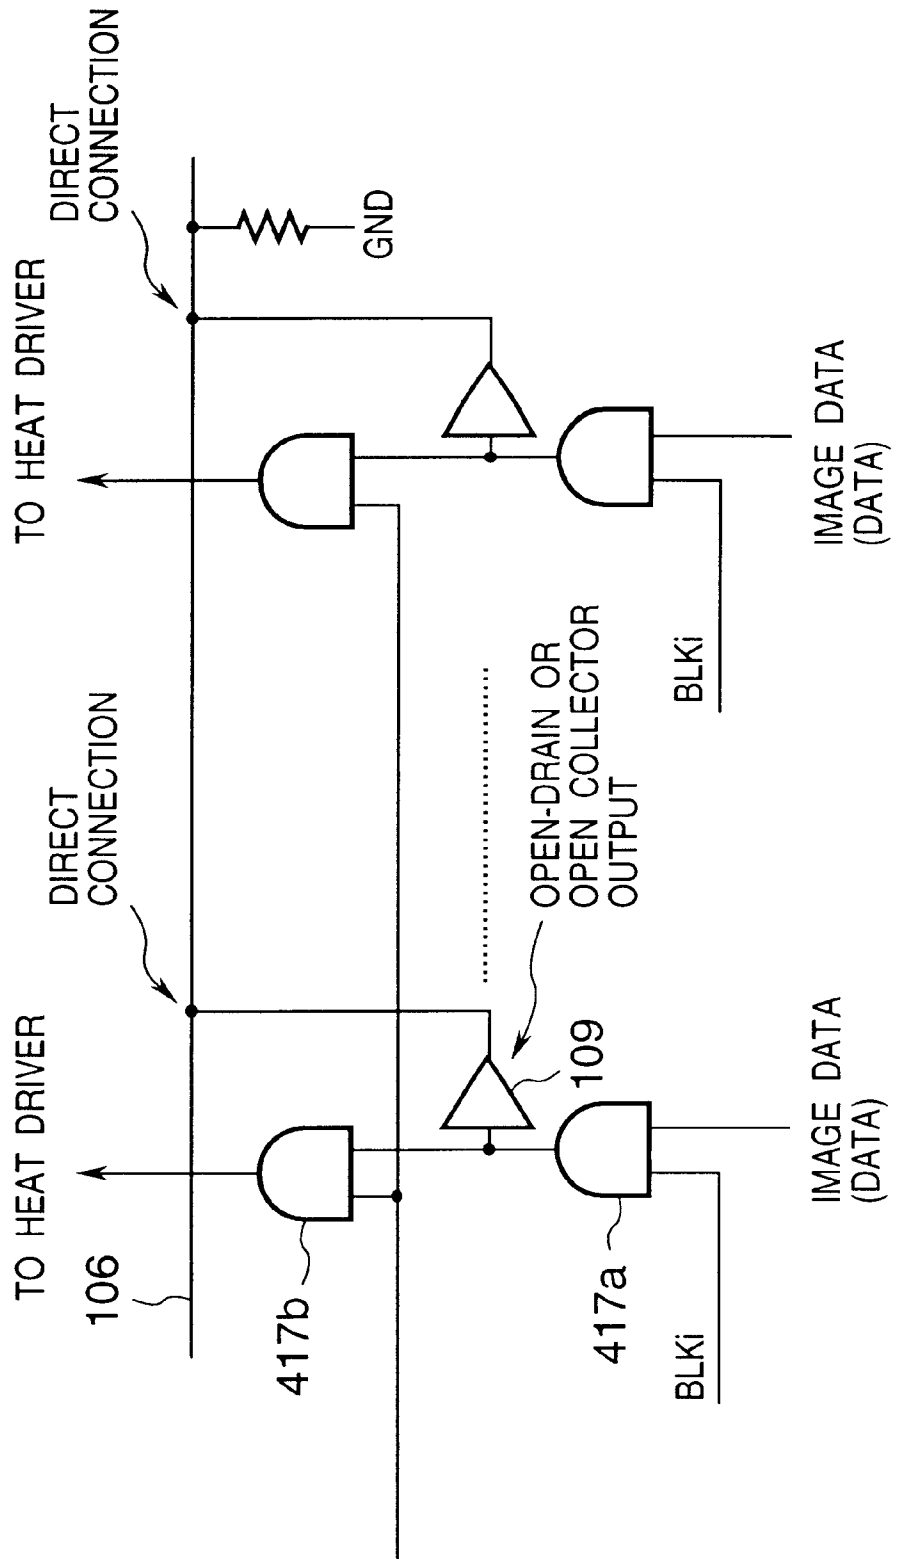 TO HEAT DRIVER
DIRECT
CONNECTION
TO HEAT DRIVER
DIRECT
CONNECTION
106
GND
417b
109
OPEN-DRAIN OR
OPEN COLLECTOR
OUTPUT
417a
BLKi
BLKi
IMAGE DATA
(DATA)
IMAGE DATA
(DATA)